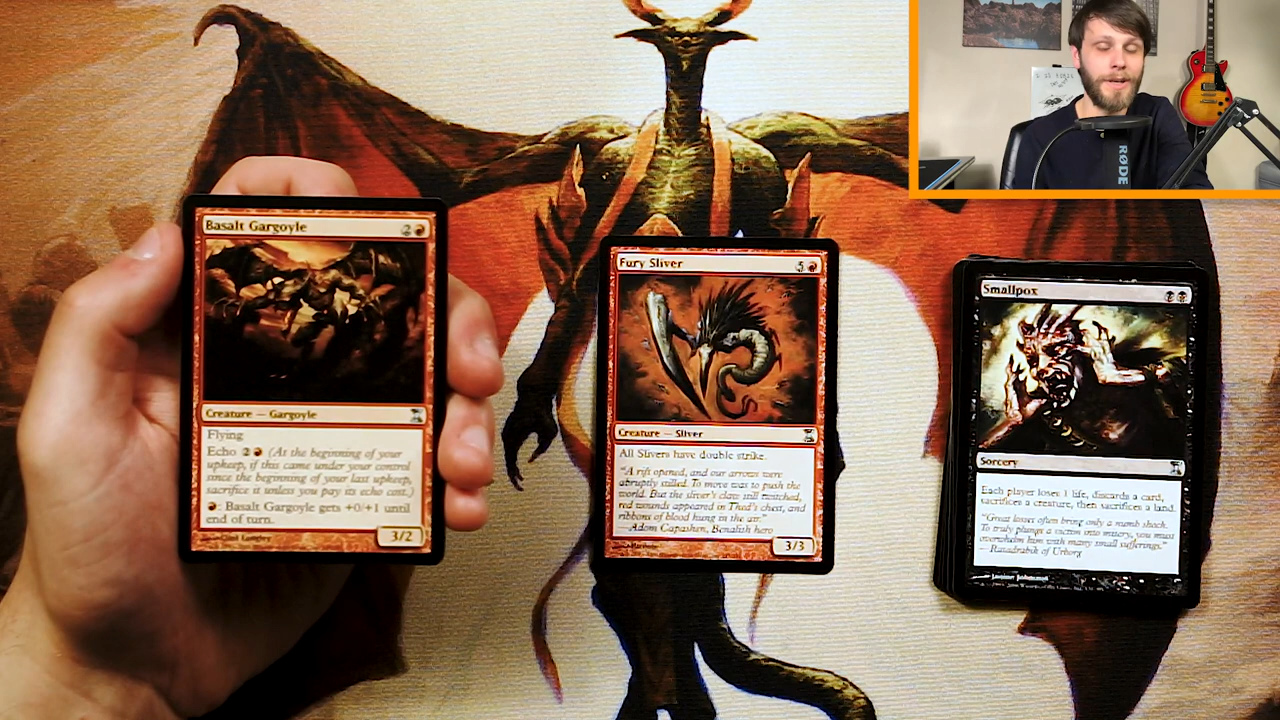 Basalt Gargoyle 2
Creature — Gargoyle
Flying
Echo 2 (At the beginning of your
upkeep, if this came under your control
since the beginning of your last upkeep,
sacrifice it unless you pay its echo cost.)
: Basalt Gargoyle gets +0/+1 until
end of turn.
3/2
Fury Sliver 5
Creature — Sliver
All Slivers have double strike.
"A rift opened, and our arrows were
abruptly stilled. To move was to push the
world. But the sliver's claw still twitched,
red wounds appeared in Thed's chest, and
ribbons of blood hung in the air."
—Adom Capashen, Benalish hero
3/3
Smallpox
Sorcery
Each player loses 1 life, discards a card,
sacrifices a creature, then sacrifices a land.
"Great losses often bring only a numb shock.
To truly plunge a victim into misery, you must
overwhelm him with many small sufferings."
—Ratadrabik of Urborg
RØDE